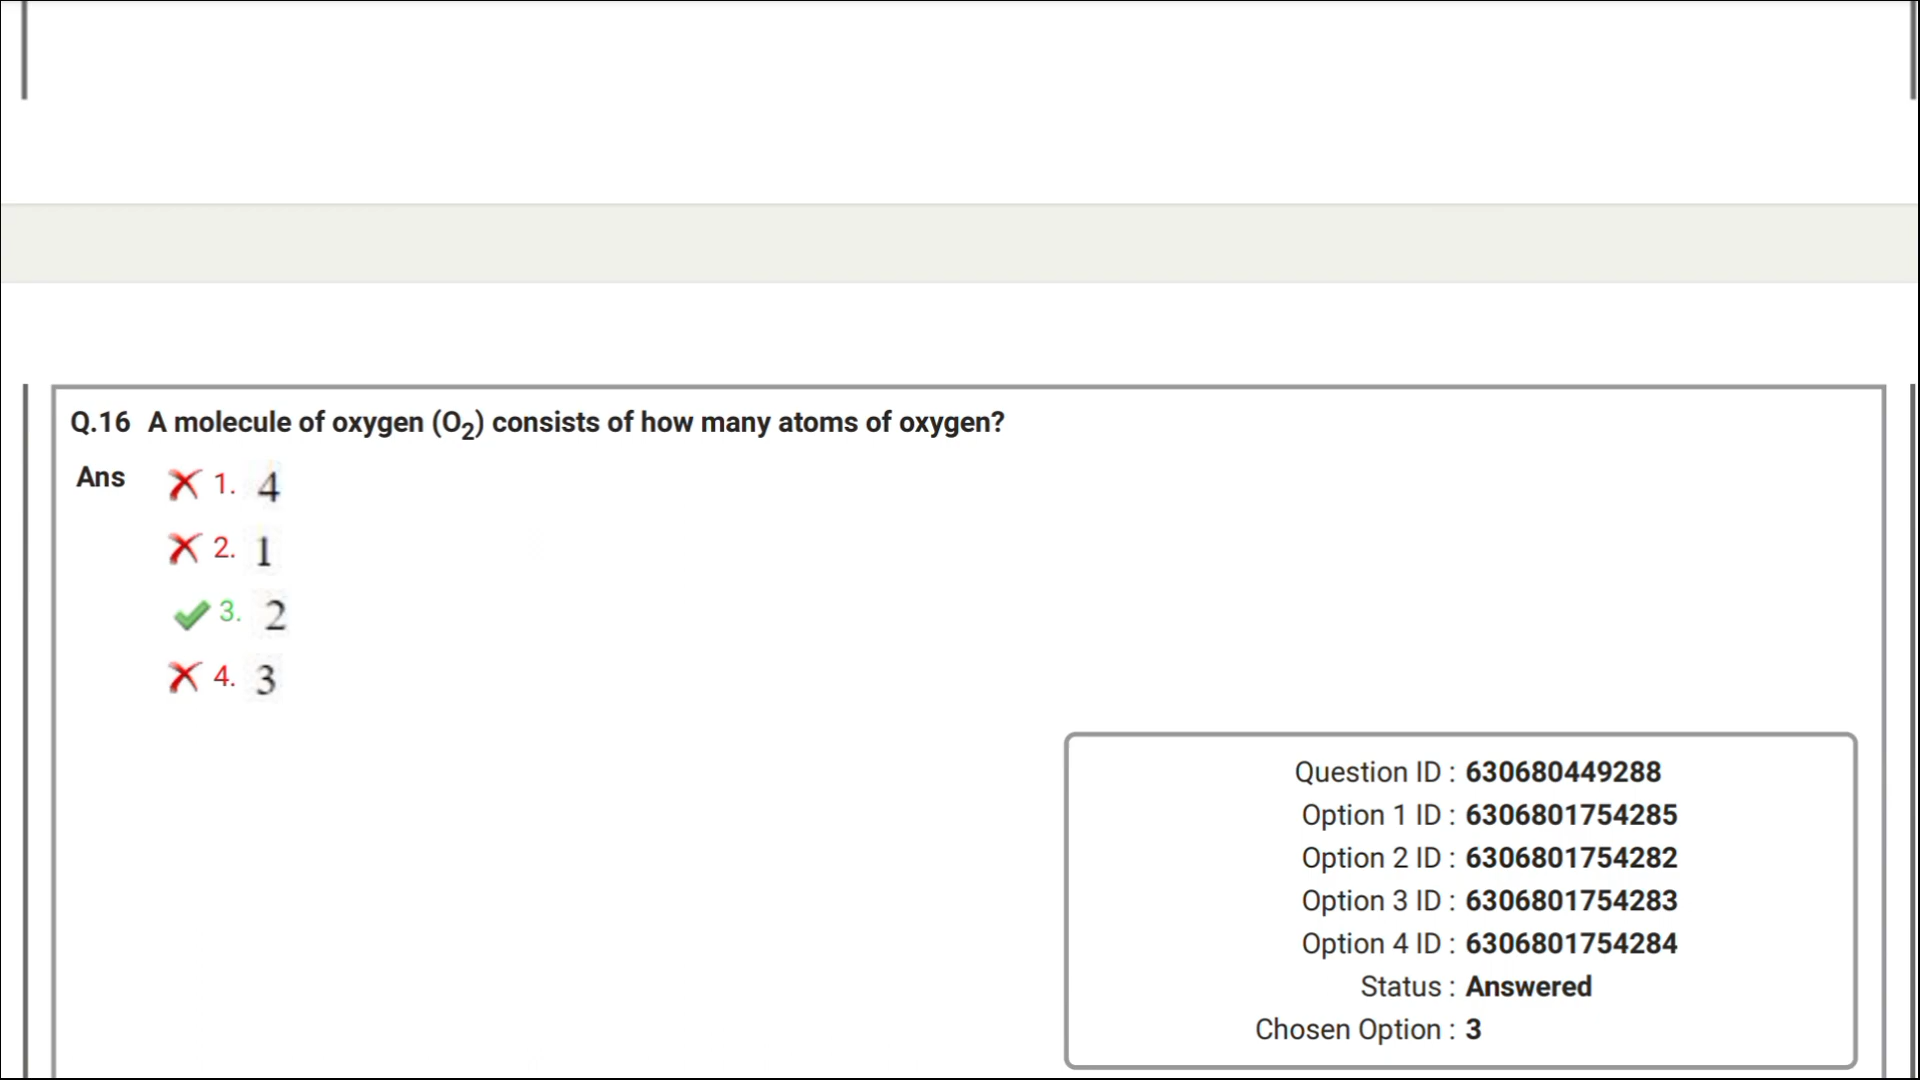 Q.16 A molecule of oxygen (O₂) consists of how many atoms of oxygen?
Ans 1. 4
2. 1
3. 2
4. 3
Question ID : 630680449288
Option 1 ID : 6306801754285
Option 2 ID : 6306801754282
Option 3 ID : 6306801754283
Option 4 ID : 6306801754284
Status : Answered
Chosen Option : 3